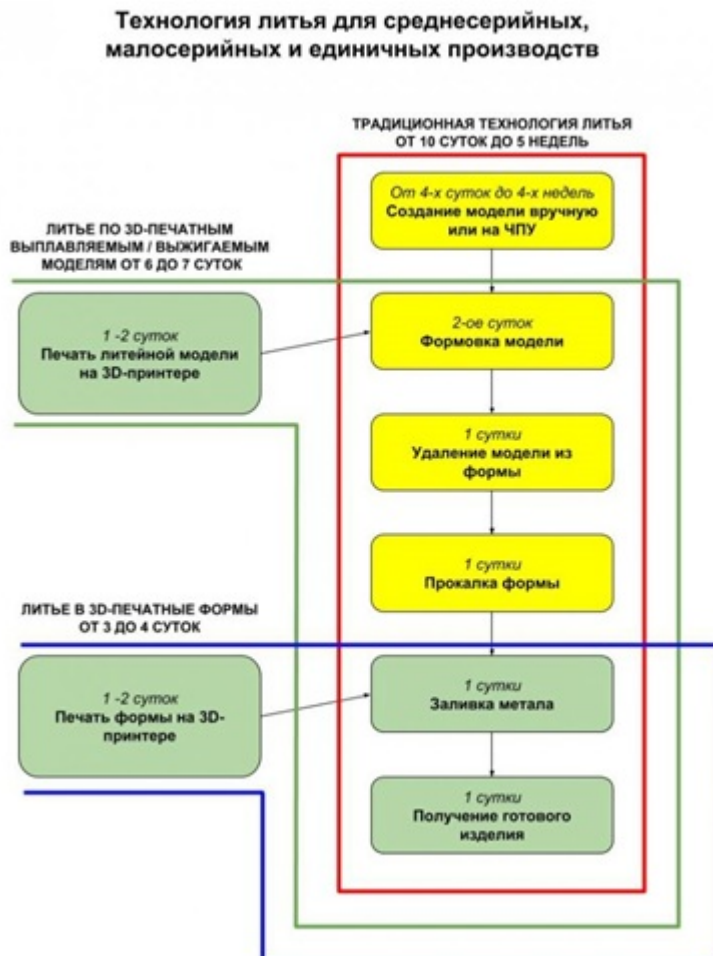 Технология литья для среднесерийных,
малосерийных и единичных производств
ТРАДИЦИОННАЯ ТЕХНОЛОГИЯ ЛИТЬЯ
ОТ 10 СУТОК ДО 5 НЕДЕЛЬ
От 4-х суток до 4-х недель
Создание модели вручную
или на ЧПУ
ЛИТЬЕ ПО 3D-ПЕЧАТНЫМ
ВЫПЛАВЛЯЕМЫМ / ВЫЖИГАЕМЫМ
МОДЕЛЯМ ОТ 6 ДО 7 СУТОК
1 -2 суток
Печать литейной модели
на 3D-принтере
2-ое суток
Формовка модели
1 сутки
Удаление модели из
формы
1 сутки
Прокалка формы
ЛИТЬЕ В 3D-ПЕЧАТНЫЕ ФОРМЫ
ОТ 3 ДО 4 СУТОК
1 -2 суток
Печать формы на 3D-
принтере
1 сутки
Заливка метала
1 сутки
Получение готового
изделия